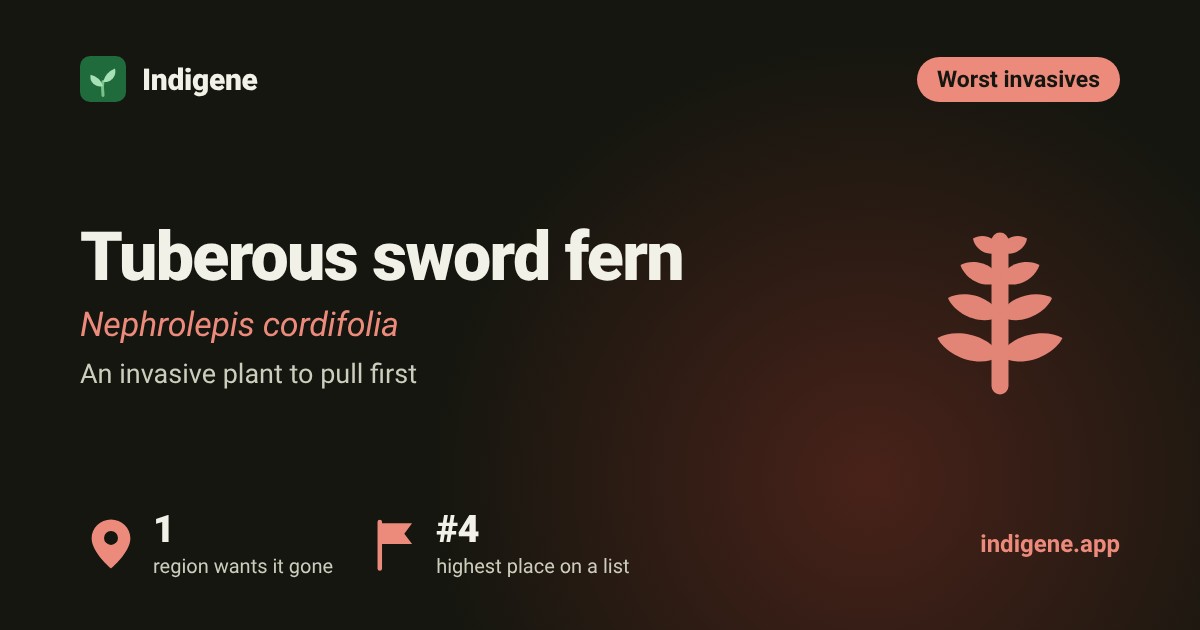 Indigene
Worst invasives
Tuberous sword fern
Nephrolepis cordifolia
An invasive plant to pull first
1
region wants it gone
#4
highest place on a list
indigene.app